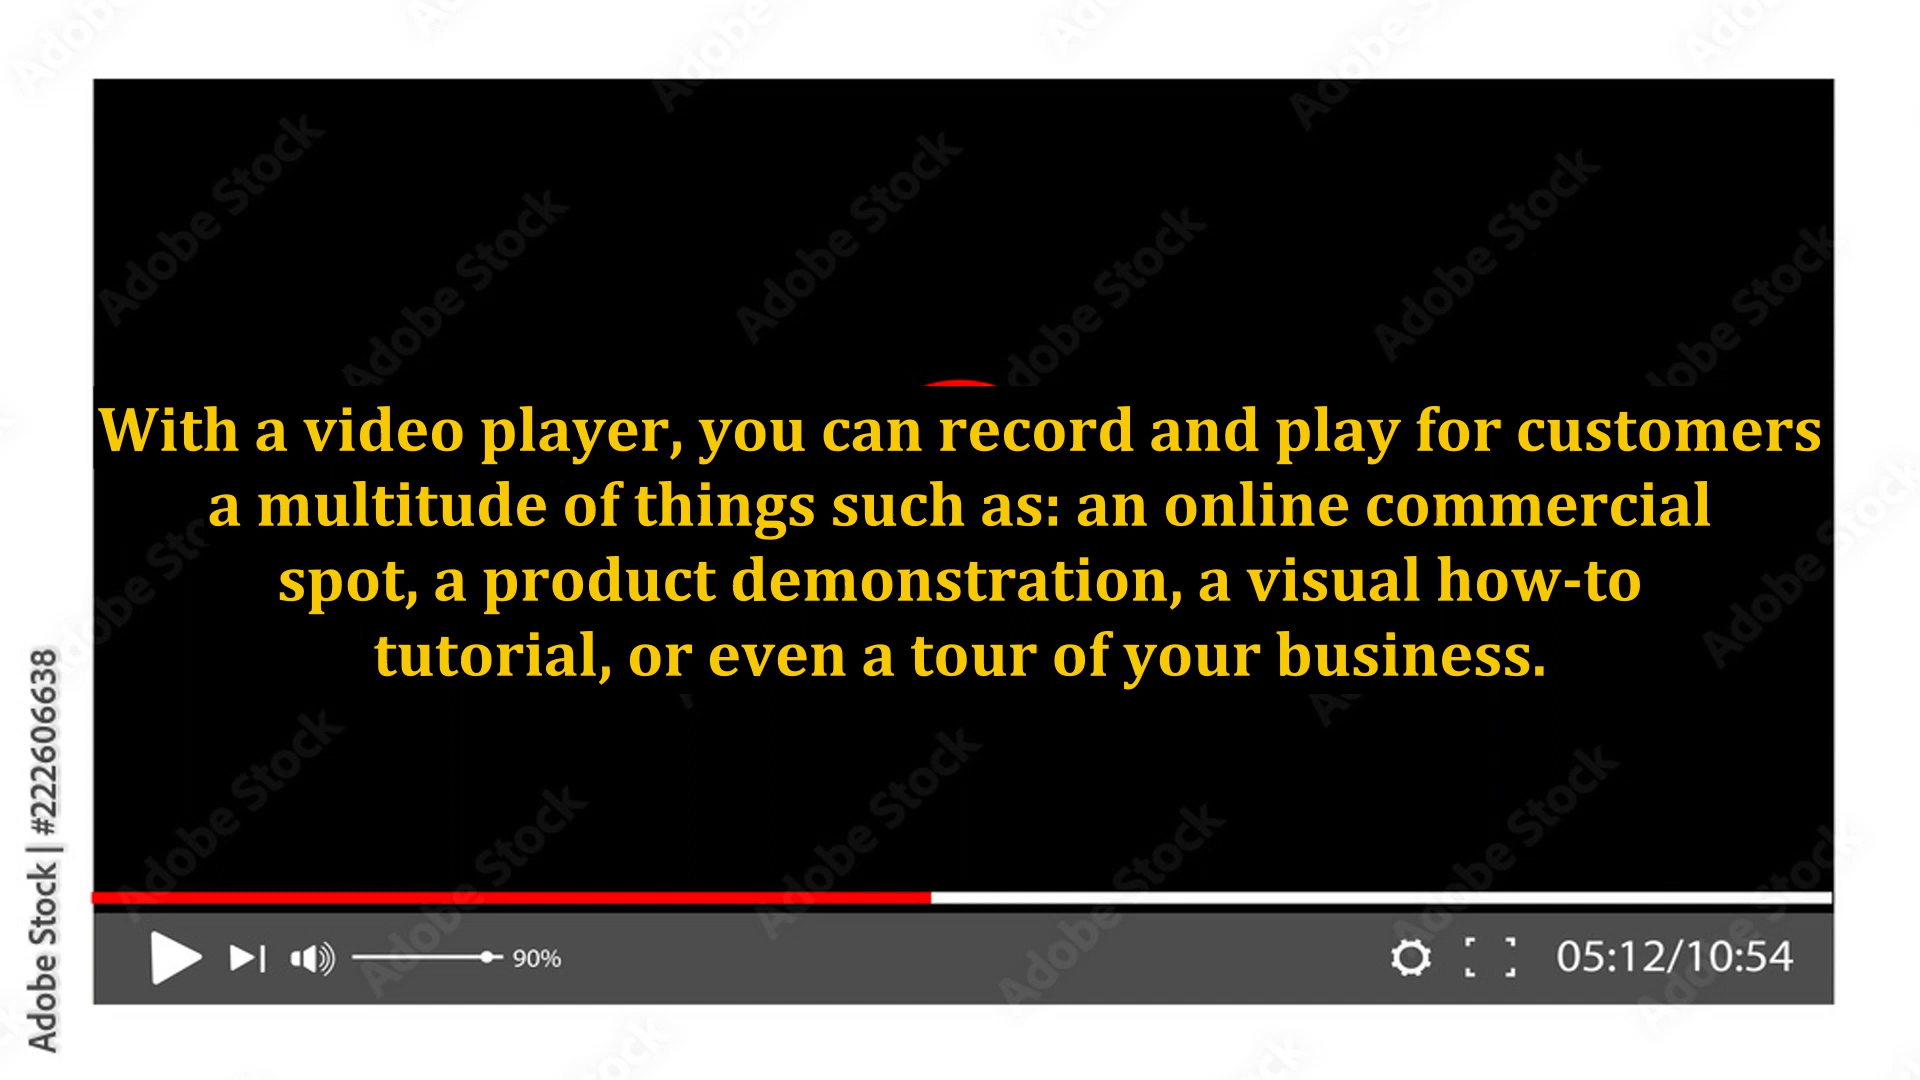 With a video player, you can record and play for customers
a multitude of things such as: an online commercial
spot, a product demonstration, a visual how-to
tutorial, or even a tour of your business.
90%
05:12/10:54
Adobe Stock | #222606638
Adobe Stock